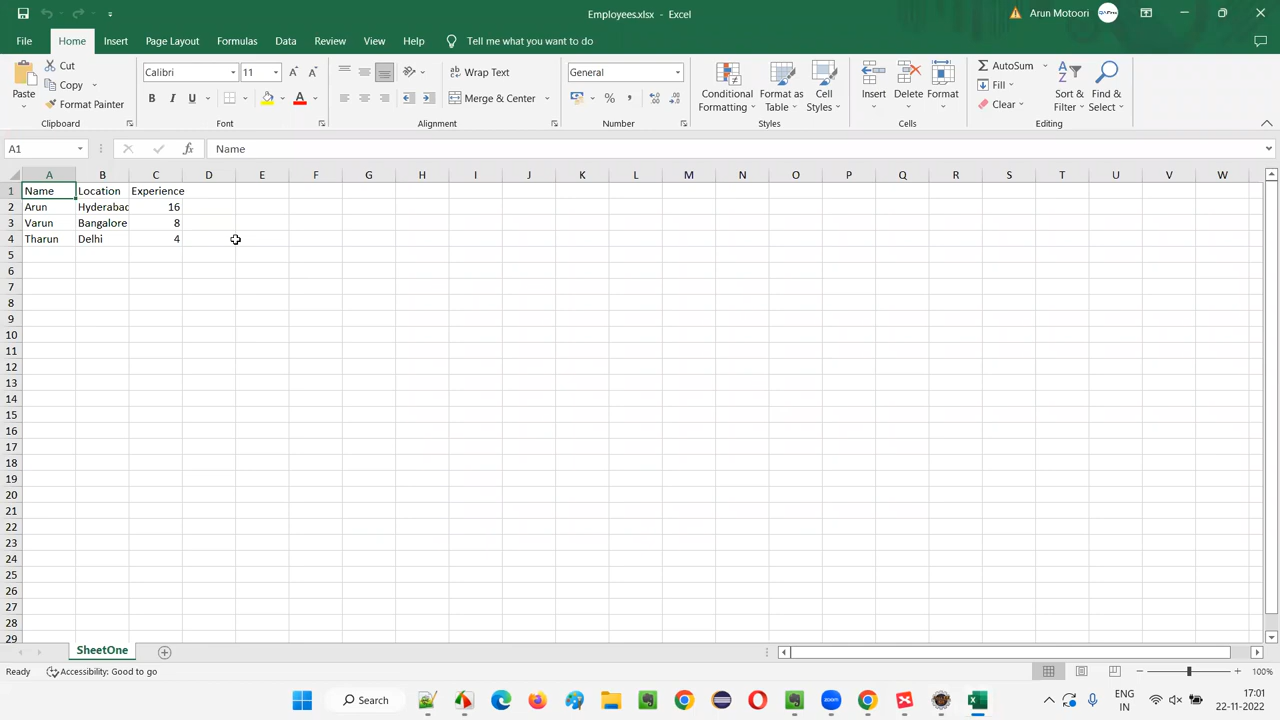 Employees.xlsx - Excel
Arun Motoori
File Home Insert Page Layout Formulas Data Review View Help Tell me what you want to do
Paste
Cut
Copy
Format Painter
Clipboard
Calibri 11
B I U
Font
Wrap Text
Merge & Center
Alignment
General
Number
Conditional Formatting
Format as Table
Cell Styles
Styles
Insert
Delete
Format
Cells
AutoSum
Fill
Clear
Sort & Filter
Find & Select
Editing
A1 fx Name
A B C D E F G H I J K L M N O P Q R S T U V W
1 Name Location Experience
2 Arun Hyderabad 16
3 Varun Bangalore 8
4 Tharun Delhi 4
5
6
7
8
9
10
11
12
13
14
15
16
17
18
19
20
21
22
23
24
25
26
27
28
29
SheetOne
Ready Accessibility: Good to go 100%
Search
zoom
ENG IN
17:01
22-11-2022